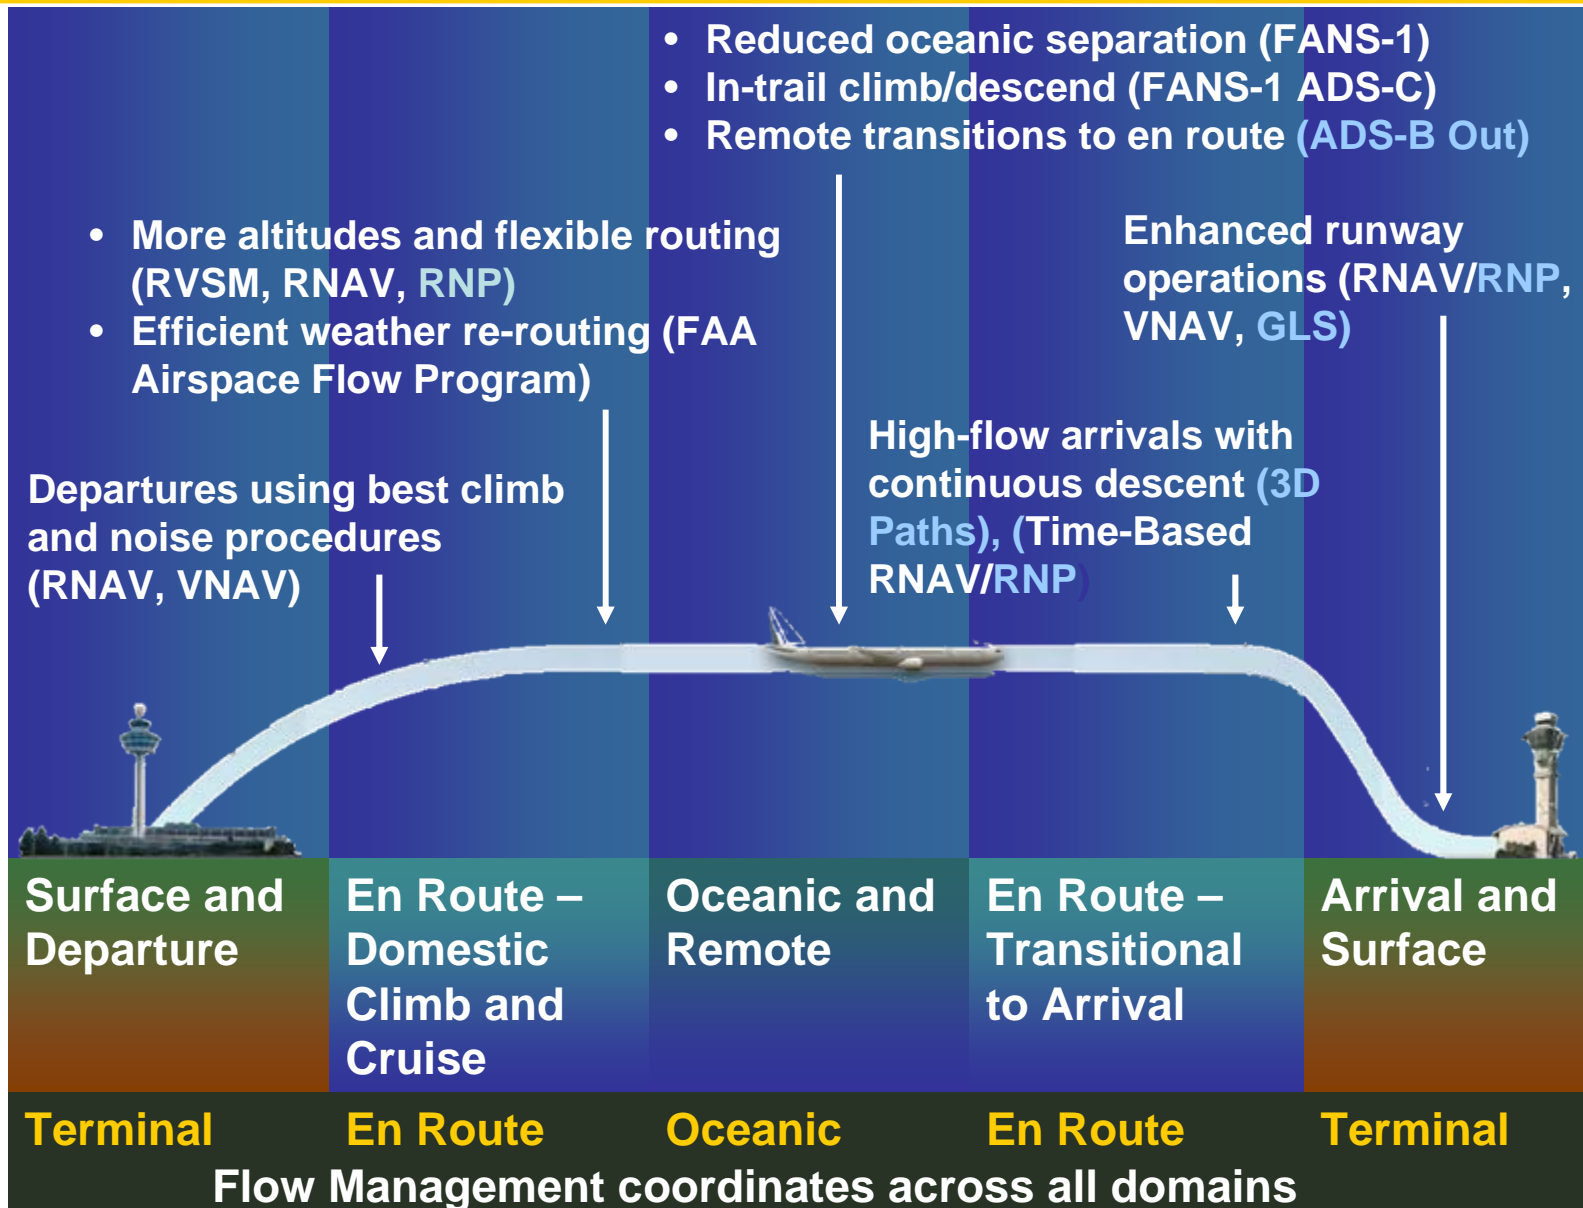 • Reduced oceanic separation (FANS-1)
• In-trail climb/descend (FANS-1 ADS-C)
• Remote transitions to en route (ADS-B Out)
• More altitudes and flexible routing
(RVSM, RNAV, RNP)
• Efficient weather re-routing (FAA
Airspace Flow Program)
Enhanced runway
operations (RNAV/RNP,
VNAV, GLS)
Departures using best climb
and noise procedures
(RNAV, VNAV)
High-flow arrivals with
continuous descent (3D
Paths), (Time-Based
RNAV/RNP)
Surface and
Departure
En Route –
Domestic
Climb and
Cruise
Oceanic and
Remote
En Route –
Transitional
to Arrival
Arrival and
Surface
Terminal
En Route
Oceanic
En Route
Terminal
Flow Management coordinates across all domains